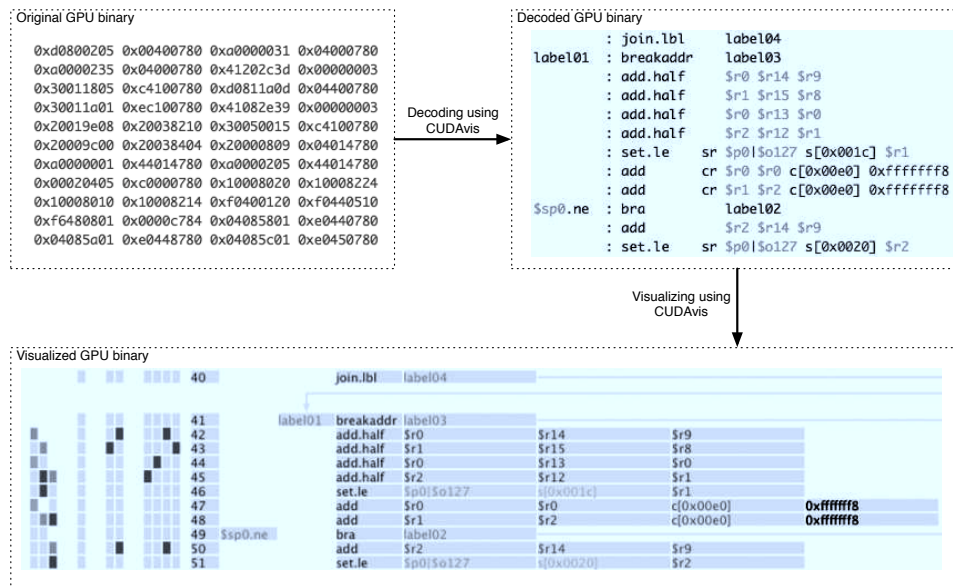 Original GPU binary
0xd0800205 0x00400780 0xa0000031 0x04000780
0xa0000235 0x04000780 0x41202c3d 0x00000003
0x30011805 0xc4100780 0xd0811a0d 0x04400780
0x30011a01 0xec100780 0x41082e39 0x00000003
0x20019e08 0x20038210 0x30050015 0xc4100780
0x20009c00 0x20038404 0x20000809 0x04014780
0xa0000001 0x44014780 0xa0000205 0x44014780
0x00020405 0xc0000780 0x10008020 0x10008224
0x10008010 0x10008214 0xf0400120 0xf0440510
0xf6480801 0x0000c784 0x04085801 0xe0440780
0x04085a01 0xe0448780 0x04085c01 0xe0450780
Decoding using
CUDAvis
Decoded GPU binary
: join.lbl label04
label01 : breakaddr label03
: add.half $r0 $r14 $r9
: add.half $r1 $r15 $r8
: add.half $r0 $r13 $r0
: add.half $r2 $r12 $r1
: set.le sr $p0|$o127 s[0x001c] $r1
: add cr $r0 $r0 c[0x00e0] 0xfffffff8
: add cr $r1 $r2 c[0x00e0] 0xfffffff8
$sp0.ne : bra label02
: add $r2 $r14 $r9
: set.le sr $p0|$o127 s[0x0020] $r2
Visualizing using
CUDAvis
Visualized GPU binary
40 join.lbl label04
41 label01 breakaddr label03
42 add.half $r0 $r14 $r9
43 add.half $r1 $r15 $r8
44 add.half $r0 $r13 $r0
45 add.half $r2 $r12 $r1
46 set.le $p0|$o127 s[0x001c] $r1
47 add $r0 $r0 c[0x00e0] 0xfffffff8
48 add $r1 $r2 c[0x00e0] 0xfffffff8
49 $sp0.ne bra label02
50 add $r2 $r14 $r9
51 set.le $p0|$o127 s[0x0020] $r2